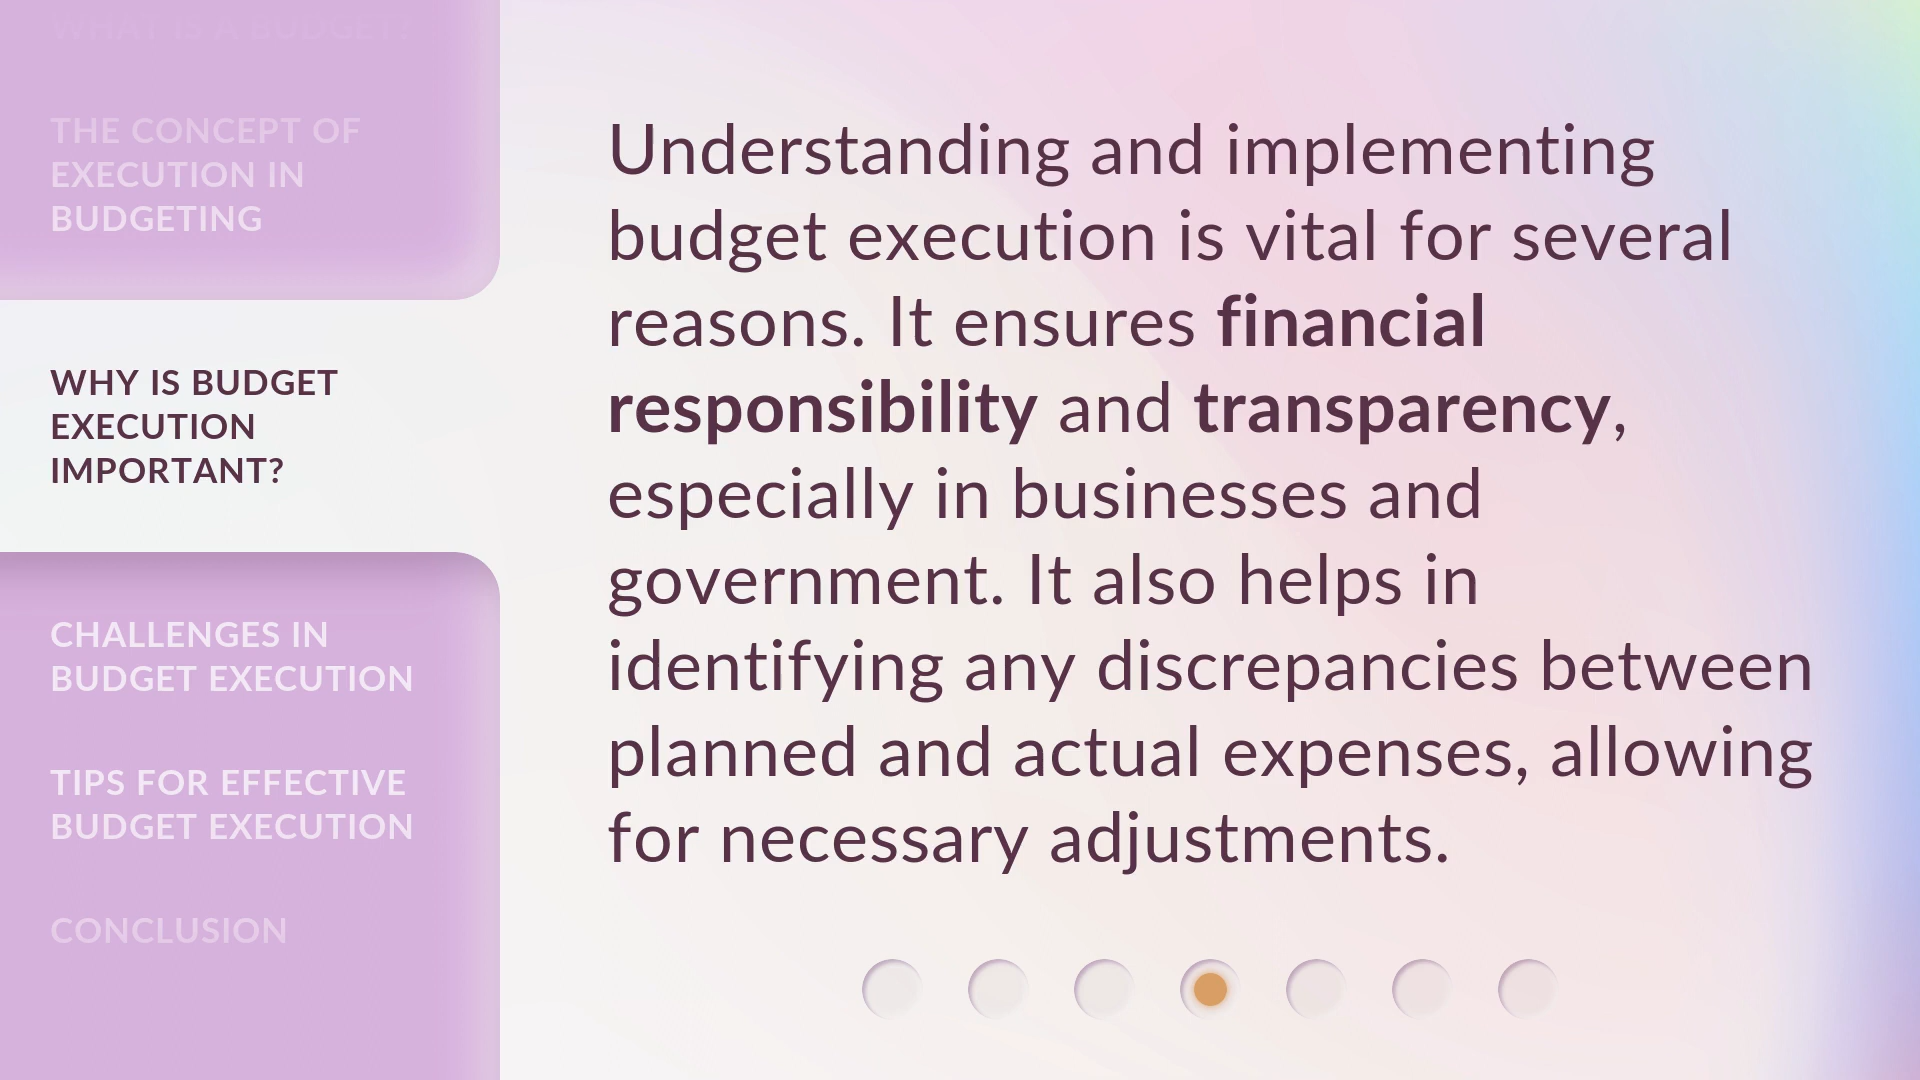 WHAT IS A BUDGET?
THE CONCEPT OF
EXECUTION IN
BUDGETING
WHY IS BUDGET
EXECUTION
IMPORTANT?
CHALLENGES IN
BUDGET EXECUTION
TIPS FOR EFFECTIVE
BUDGET EXECUTION
CONCLUSION
Understanding and implementing
budget execution is vital for several
reasons. It ensures financial
responsibility and transparency,
especially in businesses and
government. It also helps in
identifying any discrepancies between
planned and actual expenses, allowing
for necessary adjustments.